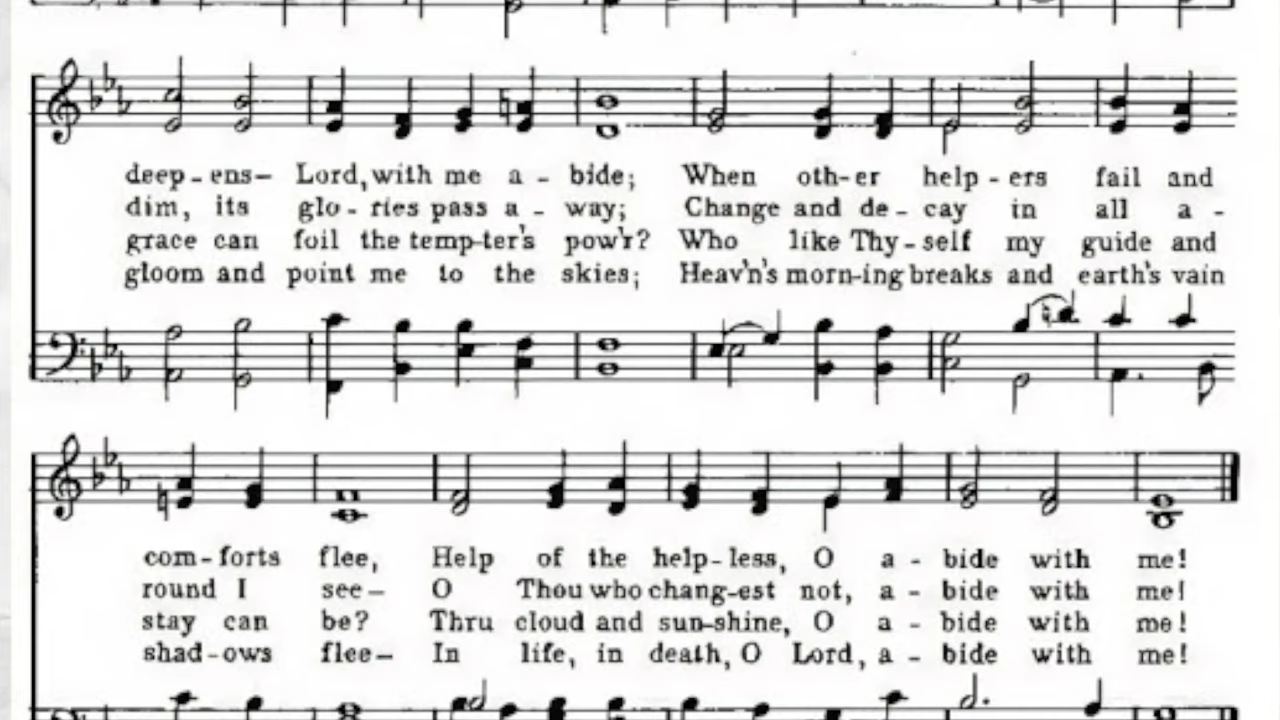 deep - ens— Lord, with me a - bide; When oth-er help - ers fail and
dim, its glo - ries pass a - way; Change and de - cay in all a -
grace can foil the temp-ter's pow'r? Who like Thy-self my guide and
gloom and point me to the skies; Heav'n's morn-ing breaks and earth's vain
com-forts flee, Help of the help-less, O a - bide with me!
round I see— O Thou who chang-est not, a - bide with me!
stay can be? Thru cloud and sun-shine, O a - bide with me!
shad-ows flee— In life, in death, O Lord, a - bide with me!